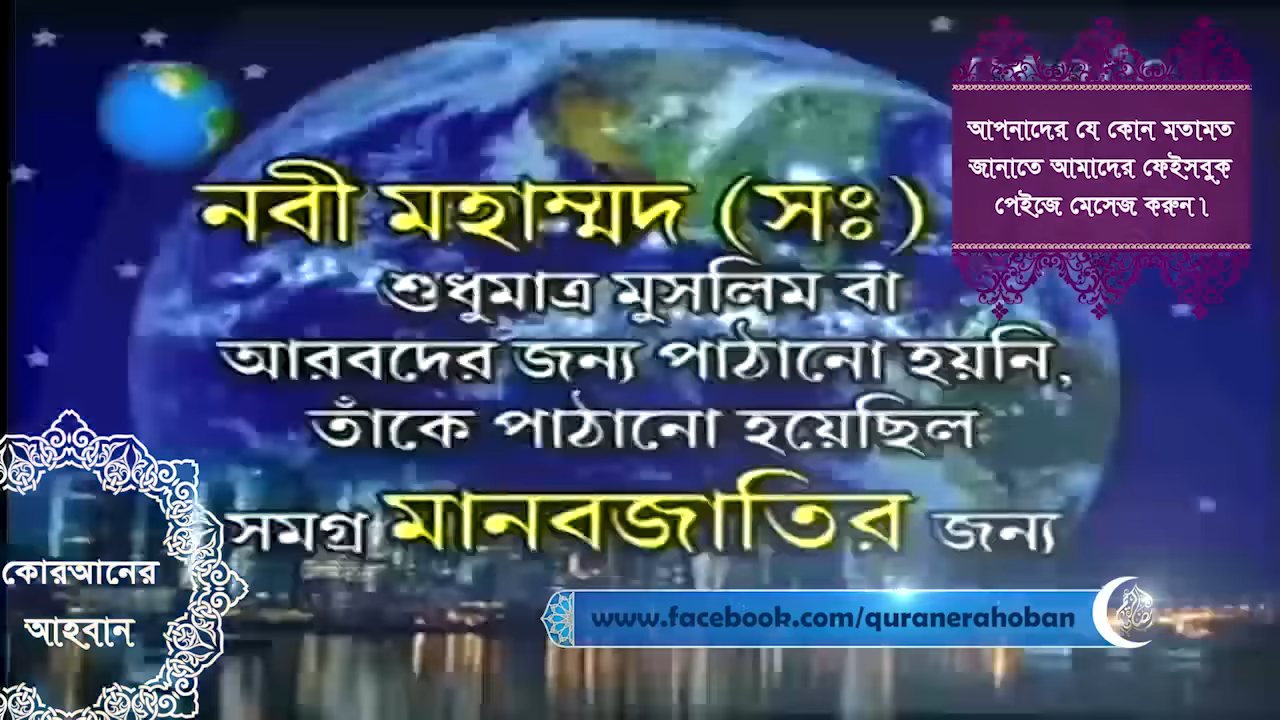 নবী মহাম্মদ (সঃ)
শুধুমাত্র মুসলিম বা
আরবদের জন্য পাঠানো হয়নি,
তাঁকে পাঠানো হয়েছিল
সমগ্র মানবজাতির জন্য
আপনাদের যে কোন মতামত
জানাতে আমাদের ফেইসবুক
পেইজে মেসেজ করুন।
কোরআনের
আহবান
www.facebook.com/quranerahoban